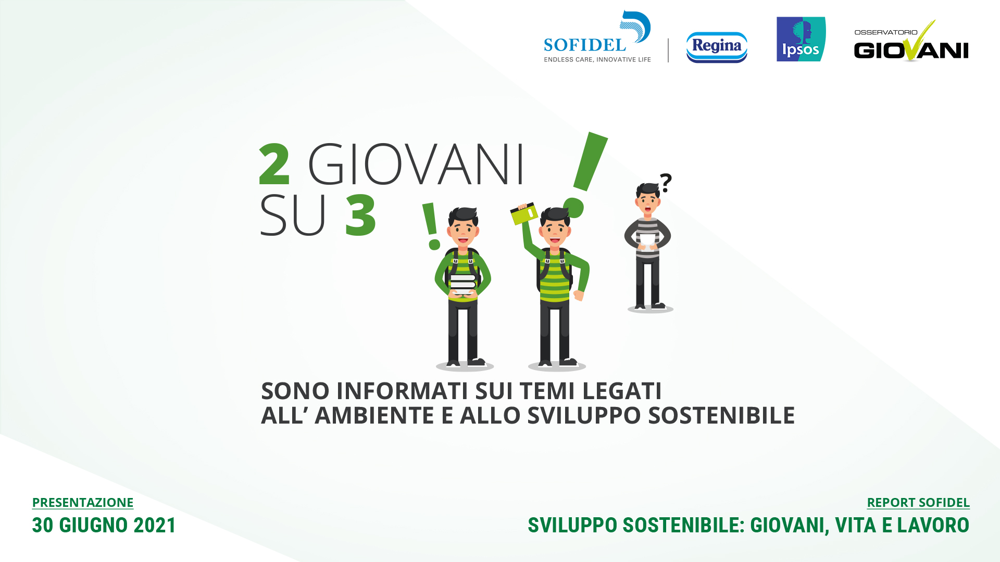 SOFIDEL
ENDLESS CARE, INNOVATIVE LIFE
Regina
Ipsos
OSSERVATORIO
GIOVANI
2 GIOVANI
SU 3
!
!
?
SONO INFORMATI SUI TEMI LEGATI
ALL’ AMBIENTE E ALLO SVILUPPO SOSTENIBILE
PRESENTAZIONE
30 GIUGNO 2021
REPORT SOFIDEL
SVILUPPO SOSTENIBILE: GIOVANI, VITA E LAVORO